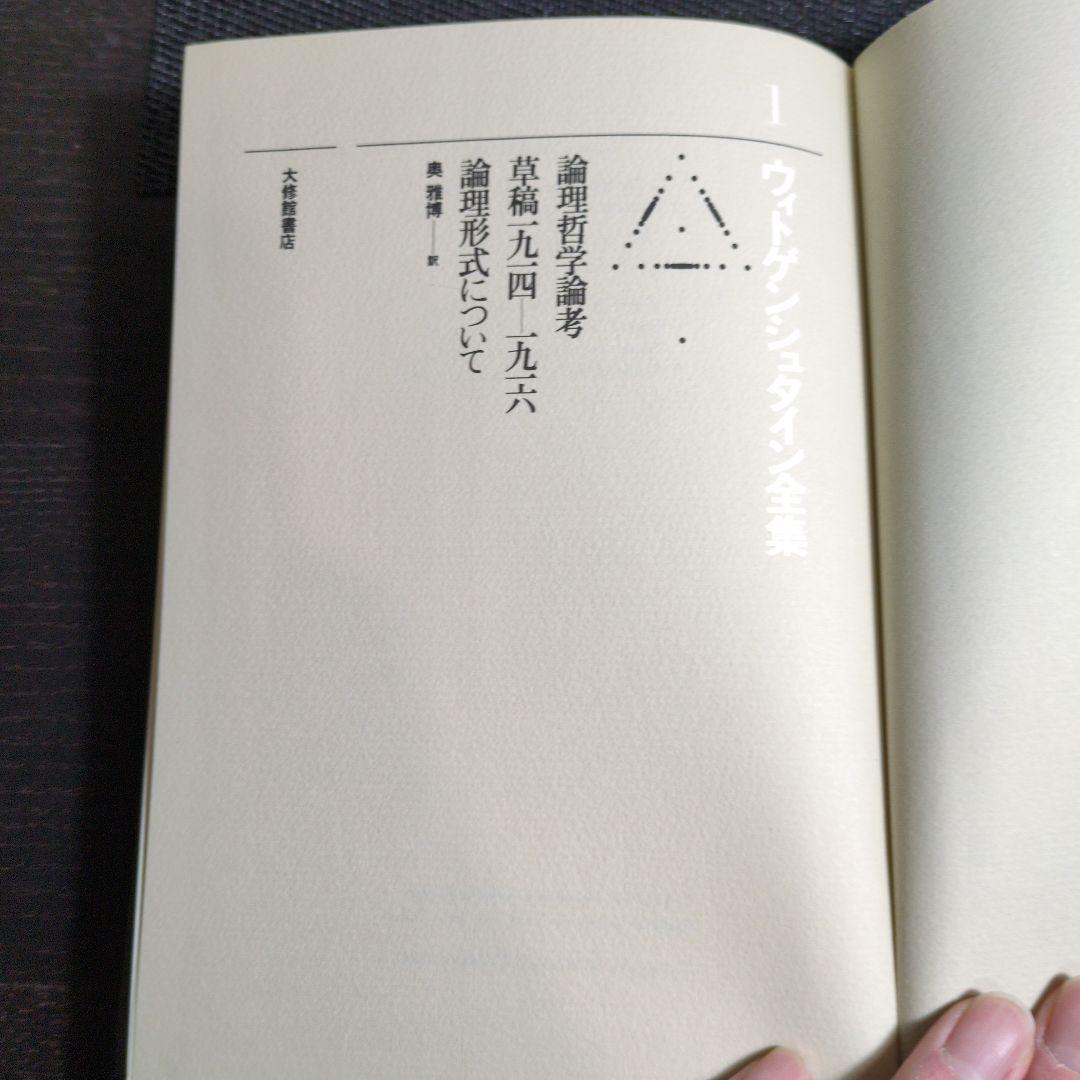 1
ウィトゲンシュタイン全集
論理哲学論考
草稿一九一四―一九一六
論理形式について
奥 雅博――訳
大修館書店